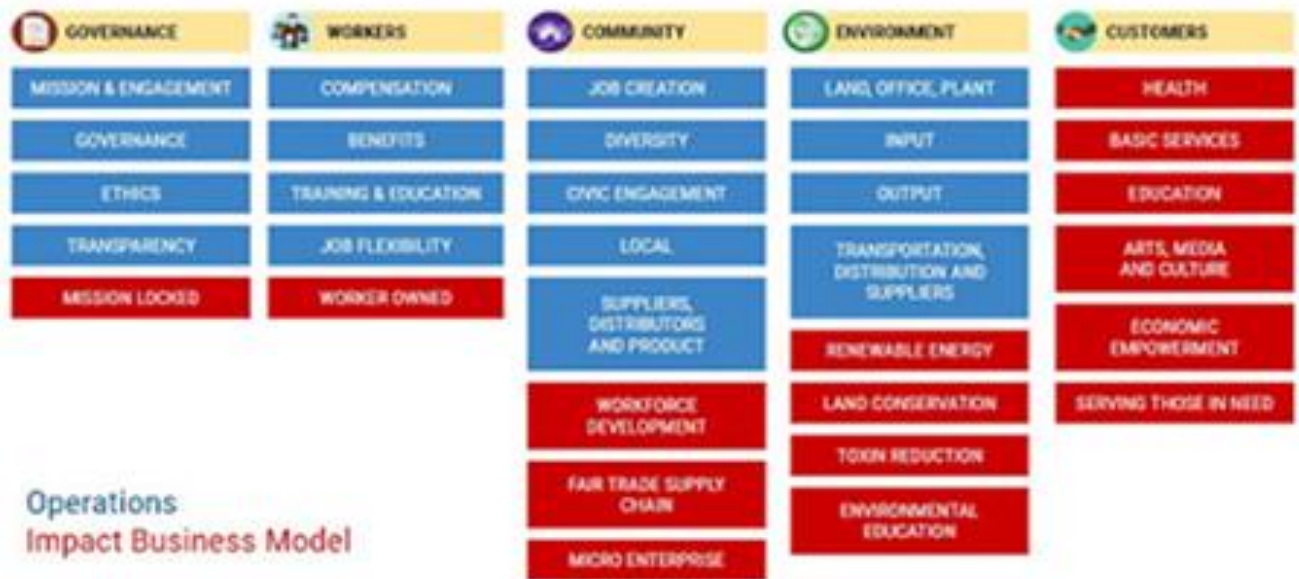 GOVERNANCE
MISSION & ENGAGEMENT
GOVERNANCE
ETHICS
TRANSPARENCY
MISSION LOCKED
WORKERS
COMPENSATION
BENEFITS
TRAINING & EDUCATION
JOB FLEXIBILITY
WORKER OWNED
COMMUNITY
JOB CREATION
DIVERSITY
CIVIC ENGAGEMENT
LOCAL
SUPPLIERS,
DISTRIBUTORS
AND PRODUCT
WORKFORCE
DEVELOPMENT
FAIR TRADE SUPPLY
CHAIN
MICRO ENTERPRISE
ENVIRONMENT
LAND, OFFICE, PLANT
INPUT
OUTPUT
TRANSPORTATION,
DISTRIBUTION AND
SUPPLIERS
RENEWABLE ENERGY
LAND CONSERVATION
TOXIN REDUCTION
ENVIRONMENTAL
EDUCATION
CUSTOMERS
HEALTH
BASIC SERVICES
EDUCATION
ARTS, MEDIA
AND CULTURE
ECONOMIC
EMPOWERMENT
SERVING THOSE IN NEED
Operations
Impact Business Model